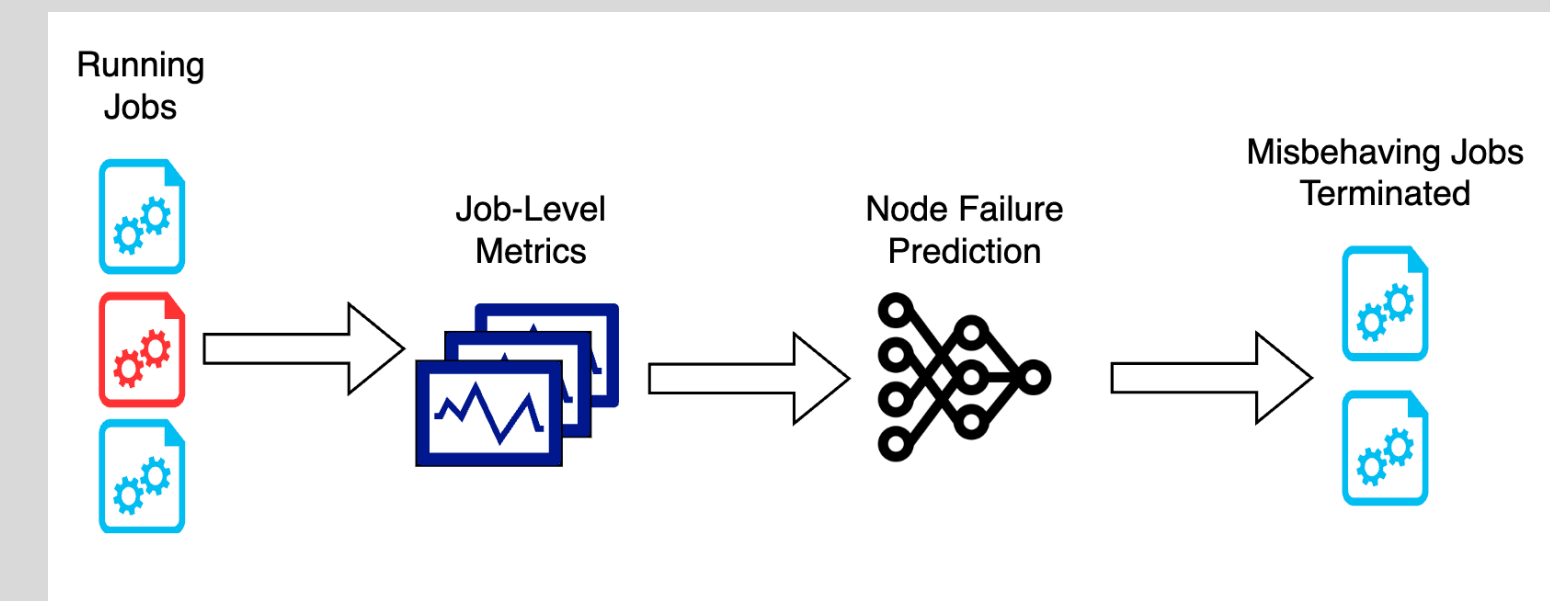 Running
Jobs
Job-Level
Metrics
Node Failure
Prediction
Misbehaving Jobs
Terminated